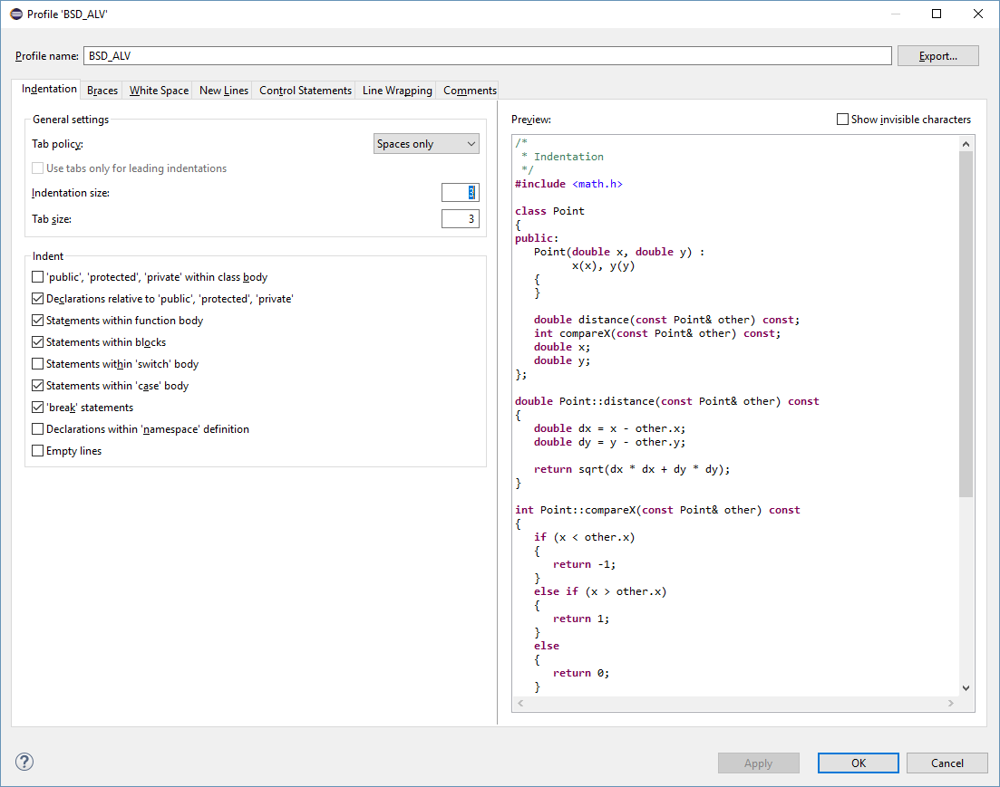 Profile 'BSD_ALV'
Profile name: BSD_ALV Export...
Indentation Braces White Space New Lines Control Statements Line Wrapping Comments
General settings
Tab policy: Spaces only
Use tabs only for leading indentations
Indentation size: 3
Tab size: 3
Indent
'public', 'protected', 'private' within class body
Declarations relative to 'public', 'protected', 'private'
Statements within function body
Statements within blocks
Statements within 'switch' body
Statements within 'case' body
'break' statements
Declarations within 'namespace' definition
Empty lines
Preview: Show invisible characters
/*
 * Indentation
 */
#include <math.h>

class Point
{
public:
   Point(double x, double y) :
         x(x), y(y)
   {
   }

   double distance(const Point& other) const;
   int compareX(const Point& other) const;
   double x;
   double y;
};

double Point::distance(const Point& other) const
{
   double dx = x - other.x;
   double dy = y - other.y;

   return sqrt(dx * dx + dy * dy);
}

int Point::compareX(const Point& other) const
{
   if (x < other.x)
   {
      return -1;
   }
   else if (x > other.x)
   {
      return 1;
   }
   else
   {
      return 0;
   }
? Apply OK Cancel